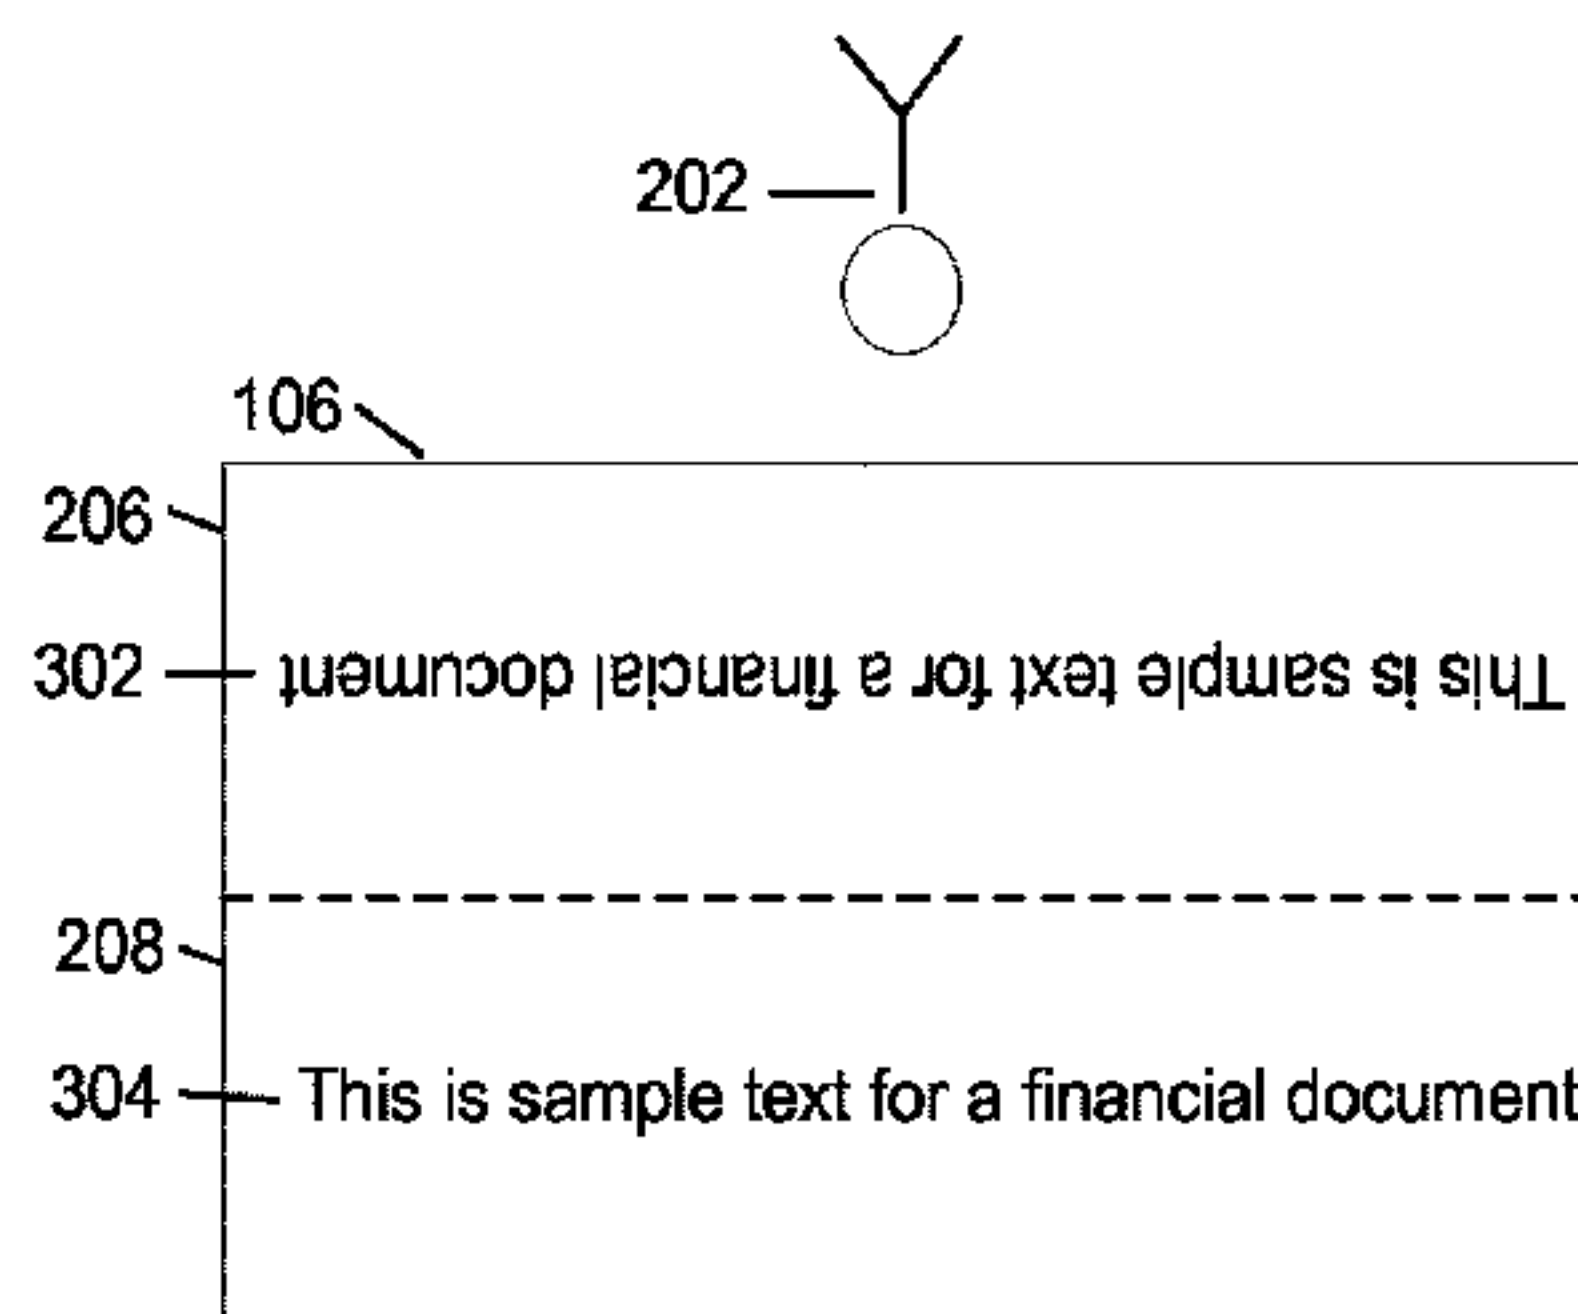 202
106
206
302 This is sample text for a financial document
208
304 This is sample text for a financial document